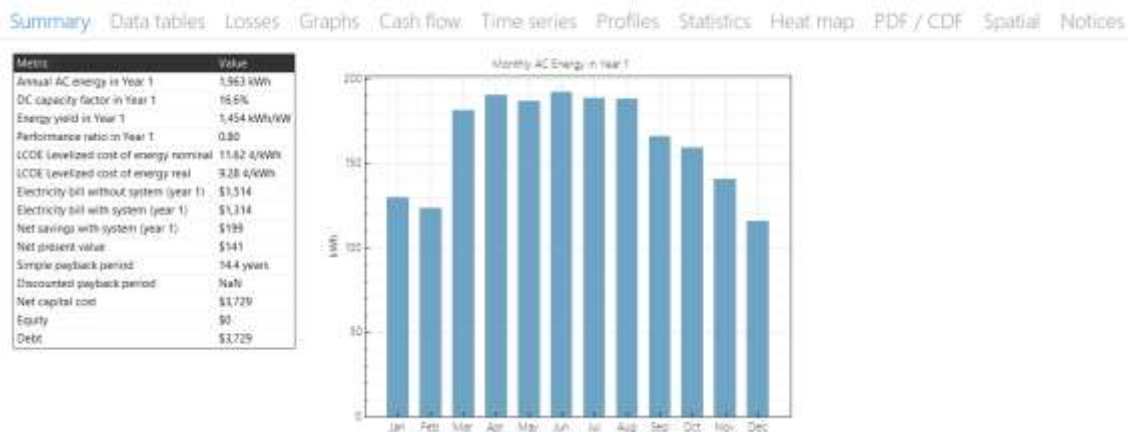 Summary Data tables Losses Graphs Cash flow Time series Profiles Statistics Heat map PDF / CDF Spatial Notices
Metric Value
Annual AC energy in Year 1 1,963 kWh
DC capacity factor in Year 1 16.6%
Energy yield in Year 1 1,454 kWh/kW
Performance ratio in Year 1 0.80
LCOE Levelized cost of energy nominal 11.62 ¢/kWh
LCOE Levelized cost of energy real 9.28 ¢/kWh
Electricity bill without system (year 1) $1,514
Electricity bill with system (year 1) $1,314
Net savings with system (year 1) $199
Net present value $141
Simple payback period 14.4 years
Discounted payback period NaN
Net capital cost $3,729
Equity $0
Debt $3,729
Monthly AC Energy in Year 1
200
150
100
50
0
kWh
Jan Feb Mar Apr May Jun Jul Aug Sep Oct Nov Dec